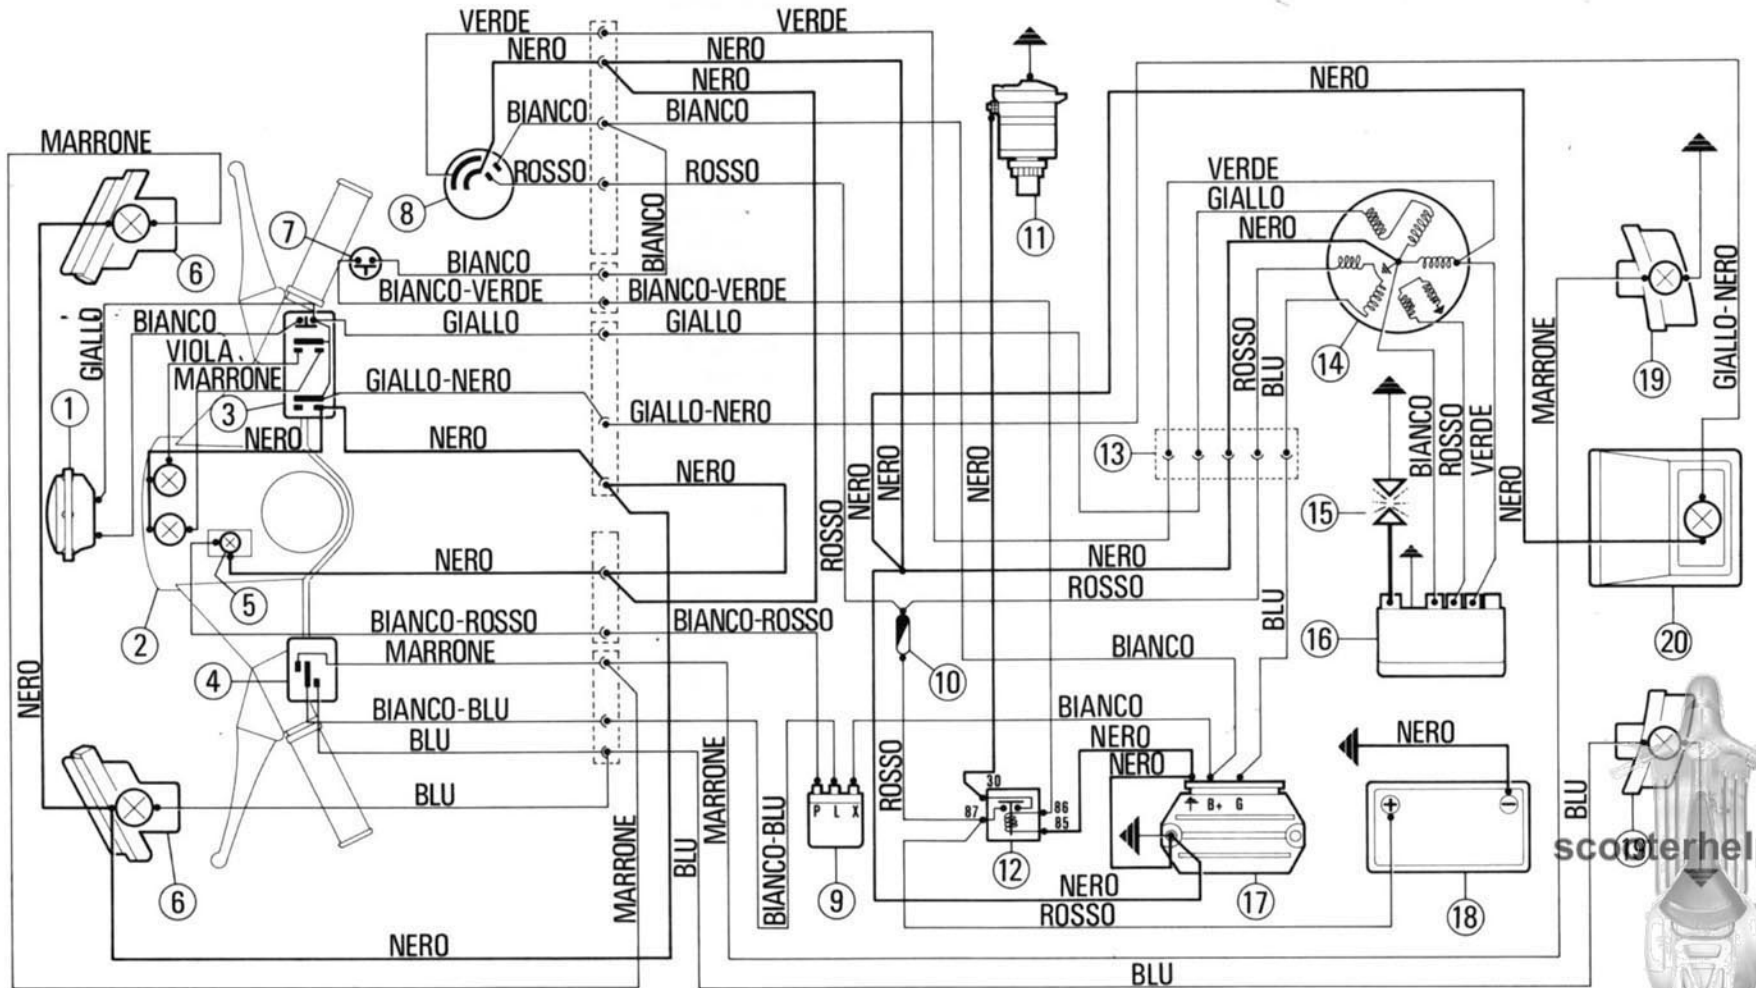 VERDE
VERDE
NERO
NERO
NERO
NERO
BIANCO
BIANCO
MARRONE
ROSSO
ROSSO
VERDE
GIALLO
NERO
8
11
7
6
BIANCO
BIANCO
BIANCO-VERDE
BIANCO-VERDE
GIALLO
BIANCO
GIALLO
GIALLO
VIOLA
MARRONE
GIALLO-NERO
GIALLO-NERO
ROSSO
BLU
14
MARRONE
19
GIALLO-NERO
1
3
NERO
NERO
NERO
NERO
NERO
NERO
ROSSO
13
BIANCO
ROSSO
VERDE
NERO
15
NERO
NERO
ROSSO
BLU
5
2
BIANCO-ROSSO
BIANCO-ROSSO
MARRONE
16
20
4
10
BIANCO
NERO
BIANCO-BLU
BLU
BIANCO
NERO
NERO
NERO
BLU
MARRONE
ROSSO
30
87
86
85
P L X
B+ G
+
−
BLU
19
scooterhel
6
MARRONE
BLU
BIANCO-BLU
9
12
NERO
ROSSO
17
18
NERO
BLU